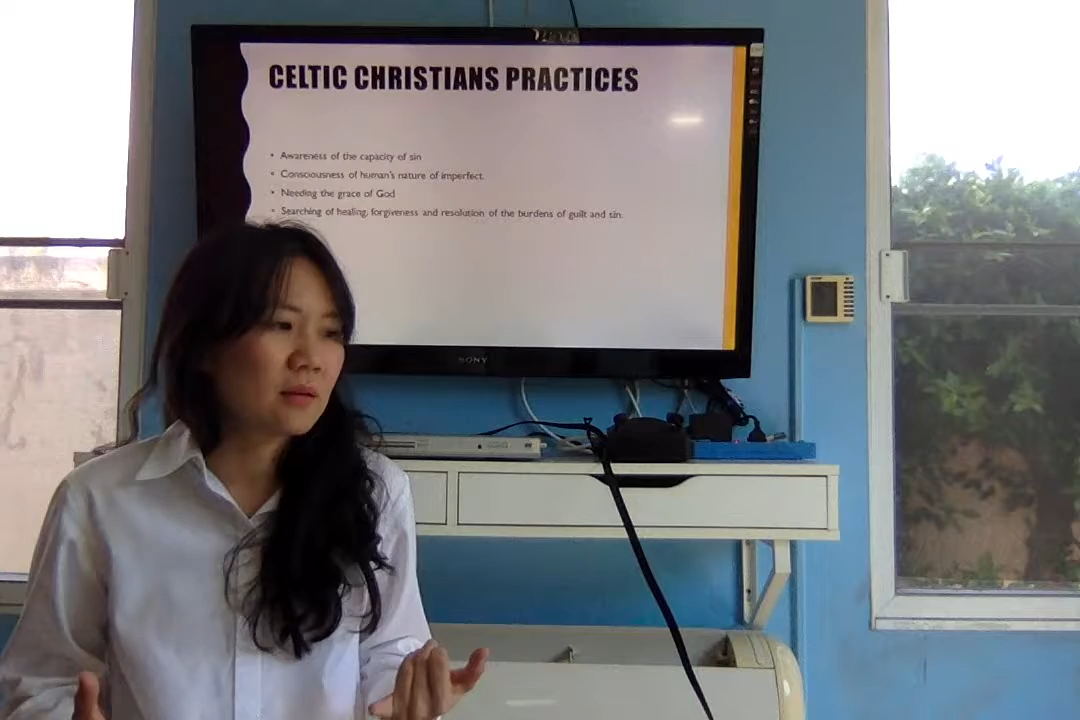 CELTIC CHRISTIANS PRACTICES
• Awareness of the capacity of sin
• Consciousness of human's nature of imperfect.
• Needing the grace of God
• Searching of healing, forgiveness and resolution of the burdens of guilt and sin.
SONY